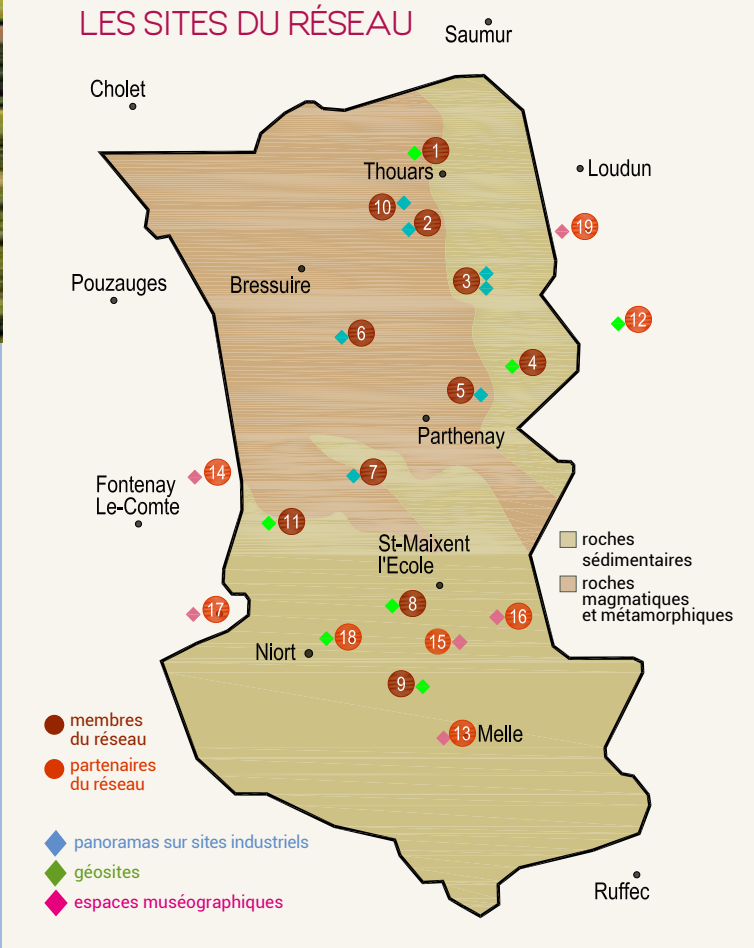 LES SITES DU RÉSEAU
Saumur
Cholet
1
Thouars
Loudun
10
2
19
Pouzauges
Bressuire
3
12
6
4
5
Parthenay
14
7
Fontenay
Le-Comte
11
St-Maixent
l'Ecole
roches
sédimentaires
roches
magmatiques
et métamorphiques
8
17
16
18
15
Niort
9
13
Melle
membres
du réseau
partenaires
du réseau
panoramas sur sites industriels
géosites
espaces muséographiques
Ruffec